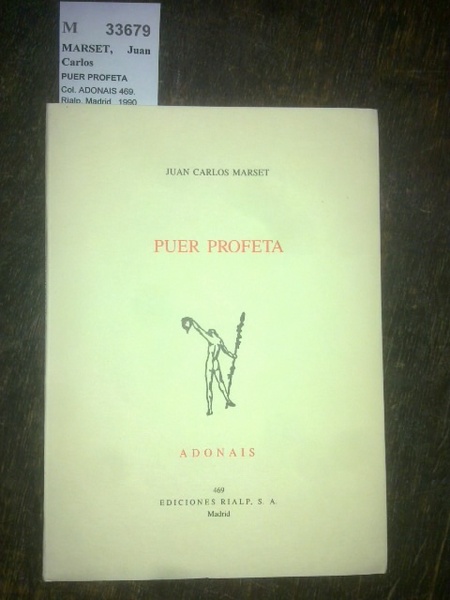 M 33679
MARSET, Juan
Carlos
PUER PROFETA
Col. ADONAIS 469.
Rialp. Madrid. 1990
JUAN CARLOS MARSET
PUER PROFETA
ADONAIS
469
EDICIONES RIALP, S. A.
Madrid